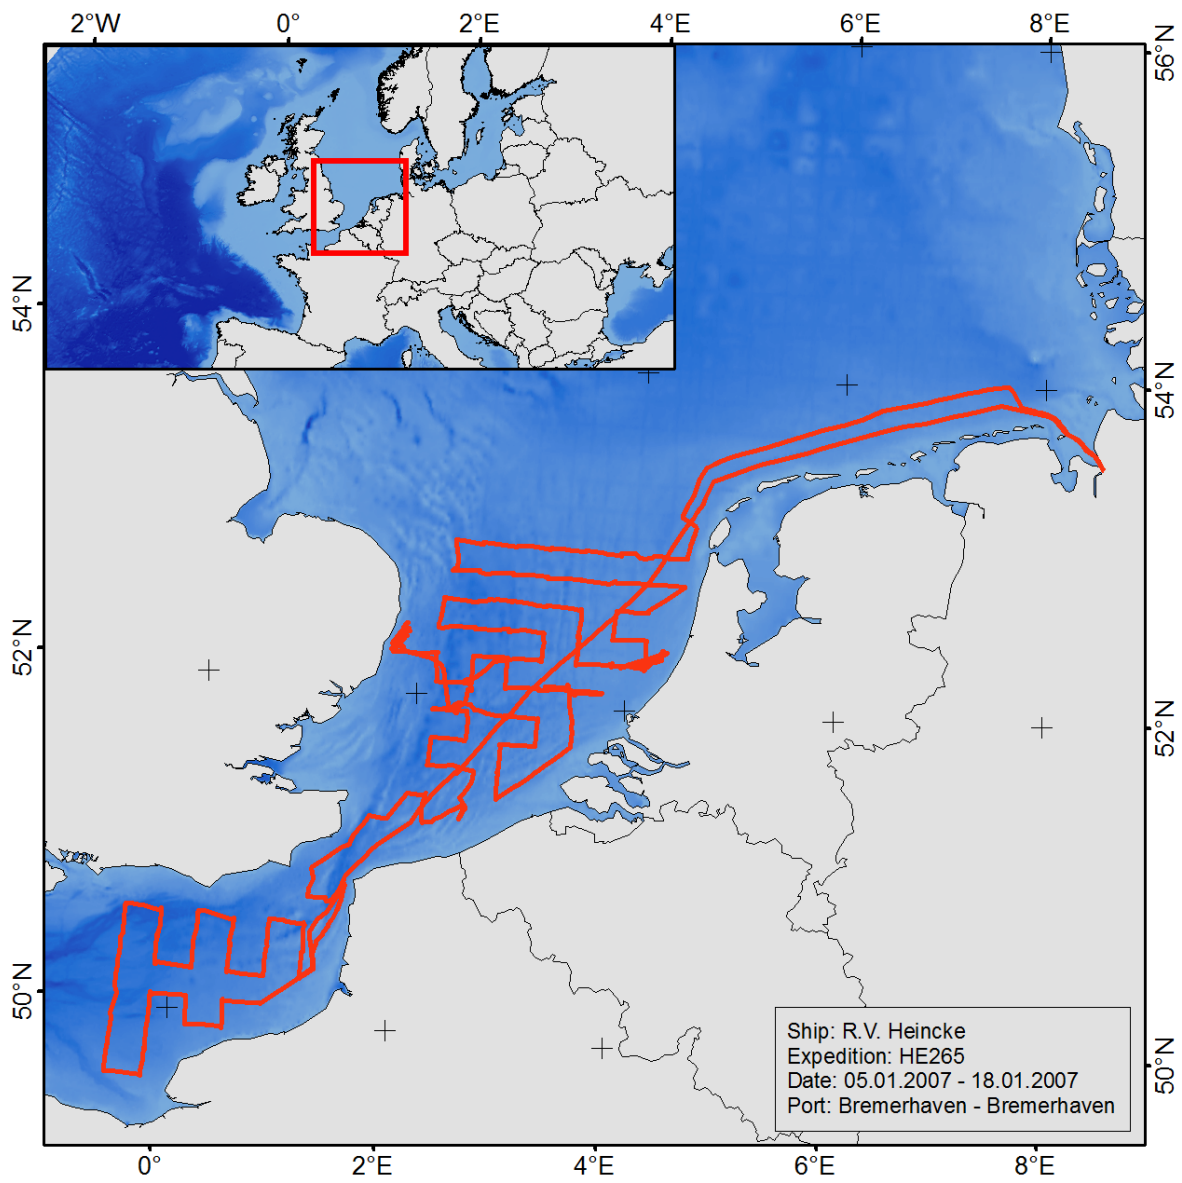 2°W 0° 2°E 4°E 6°E 8°E
56°N
54°N
54°N
52°N
52°N
50°N
50°N
Ship: R.V. Heincke
Expedition: HE265
Date: 05.01.2007 - 18.01.2007
Port: Bremerhaven - Bremerhaven
0° 2°E 4°E 6°E 8°E